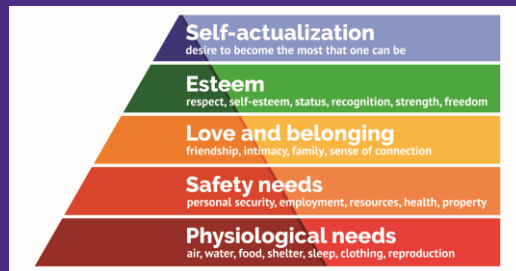 Self-actualization
desire to become the most that one can be
Esteem
respect, self-esteem, status, recognition, strength, freedom
Love and belonging
friendship, intimacy, family, sense of connection
Safety needs
personal security, employment, resources, health, property
Physiological needs
air, water, food, shelter, sleep, clothing, reproduction